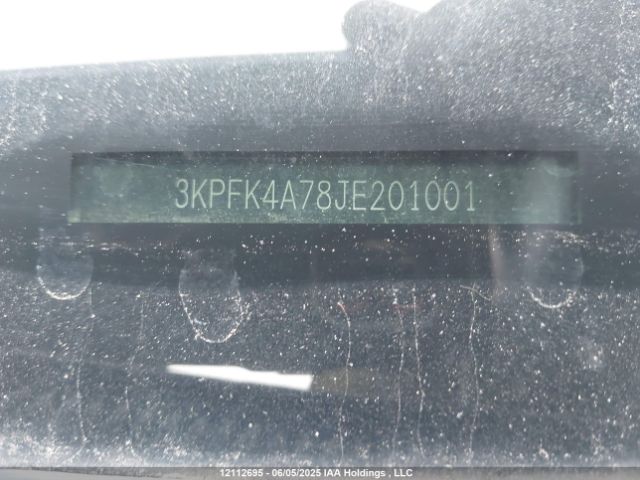 3KPFK4A78JE201001
12112695 - 06/05/2025 IAA Holdings , LLC